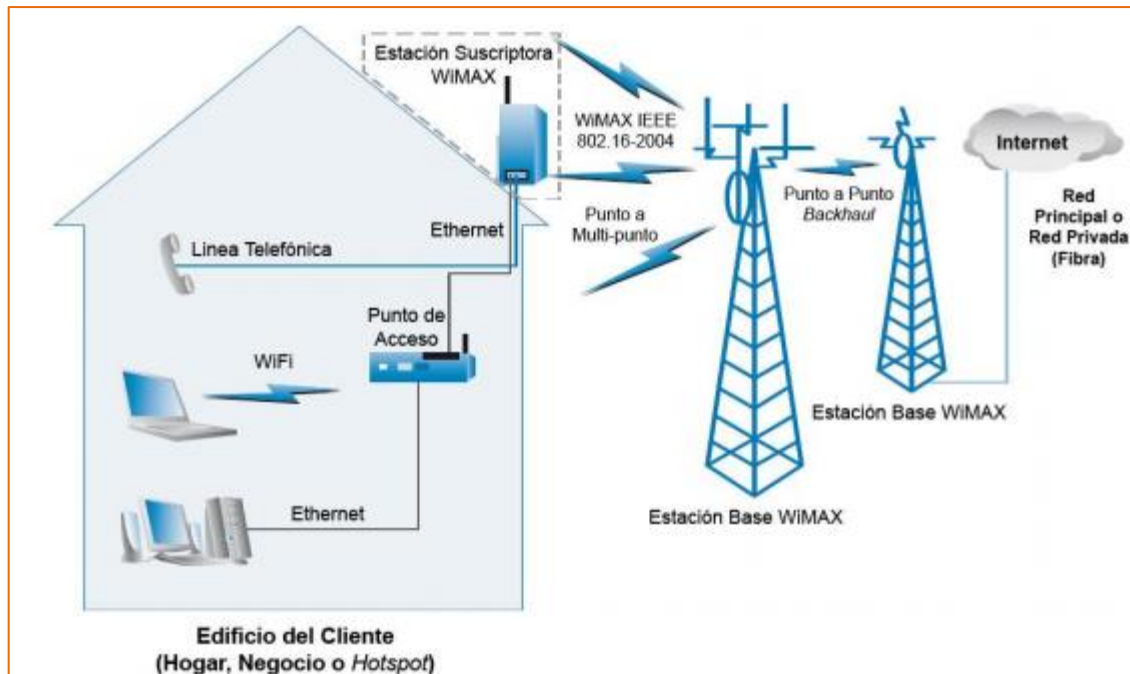 Estación Suscriptora
WiMAX
WiMAX IEEE
802.16-2004
Internet
Punto a Punto
Backhaul
Red
Principal o
Red Privada
(Fibra)
Punto a
Multi-punto
Ethernet
Linea Telefónica
Punto de
Acceso
WiFi
Estación Base WiMAX
Ethernet
Estación Base WiMAX
Edificio del Cliente
(Hogar, Negocio o Hotspot)